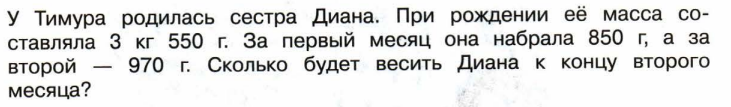 У Тимура родилась сестра Диана. При рождении её масса со-
ставляла 3 кг 550 г. За первый месяц она набрала 850 г, а за
второй — 970 г. Сколько будет весить Диана к концу второго
месяца?